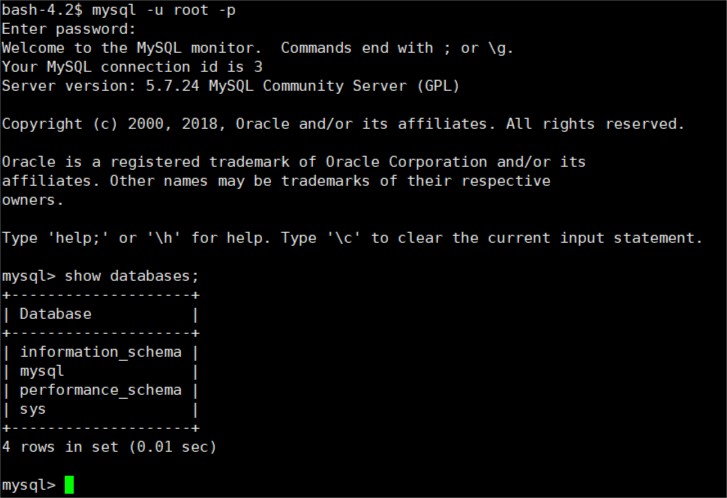 bash-4.2$ mysql -u root -p
Enter password:
Welcome to the MySQL monitor.  Commands end with ; or \g.
Your MySQL connection id is 3
Server version: 5.7.24 MySQL Community Server (GPL)
Copyright (c) 2000, 2018, Oracle and/or its affiliates. All rights reserved.
Oracle is a registered trademark of Oracle Corporation and/or its
affiliates. Other names may be trademarks of their respective
owners.
Type 'help;' or '\h' for help. Type '\c' to clear the current input statement.
mysql> show databases;
+--------------------+
| Database           |
+--------------------+
| information_schema |
| mysql              |
| performance_schema |
| sys                |
+--------------------+
4 rows in set (0.01 sec)
mysql>